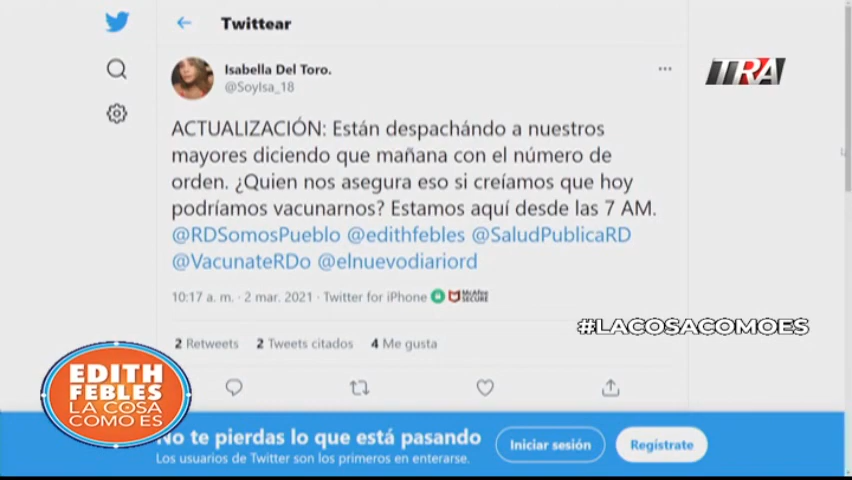 Twittear
Isabella Del Toro.
@SoyIsa_18
TRA
ACTUALIZACIÓN: Están despachándo a nuestros
mayores diciendo que mañana con el número de
orden. ¿Quien nos asegura eso si creíamos que hoy
podríamos vacunarnos? Estamos aquí desde las 7 AM.
@RDSomosPueblo @edithfebles @SaludPublicaRD
@VacunateRDo @elnuevodiariord
10:17 a. m. · 2 mar. 2021 · Twitter for iPhone McAfee SECURE
#LACOSACOMOES
2 Retweets 2 Tweets citados 4 Me gusta
EDITH
FEBLES
LA COSA
COMO ES
No te pierdas lo que está pasando
Los usuarios de Twitter son los primeros en enterarse.
Iniciar sesión
Regístrate